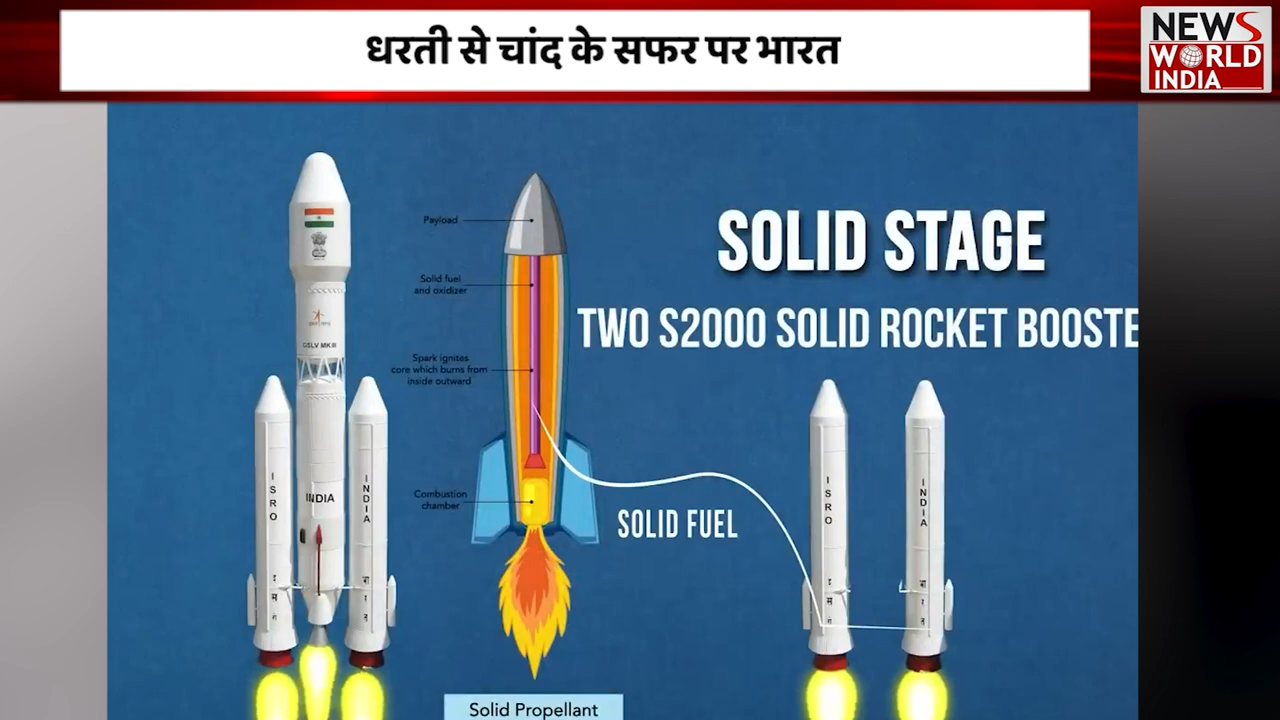 धरती से चांद के सफर पर भारत
NEWS
WORLD
INDIA
SOLID STAGE
TWO S2000 SOLID ROCKET BOOSTE
Payload
Solid fuel
and oxidizer
Spark ignites
core which burns from
inside outward
Combustion
chamber
GSLV MKIII
INDIA
ISRO
INDIA
SOLID FUEL
ISRO
INDIA
Solid Propellant